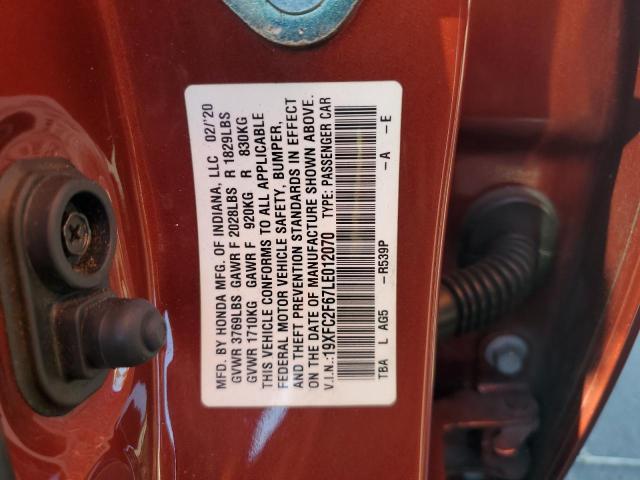 MFD. BY HONDA MFG. OF INDIANA, LLC 02/'20
GVWR 3769LBS GAWR F 2028LBS R 1829LBS
GVWR 1710KG GAWR F 920KG R 830KG
THIS VEHICLE CONFORMS TO ALL APPLICABLE
FEDERAL MOTOR VEHICLE SAFETY, BUMPER,
AND THEFT PREVENTION STANDARDS IN EFFECT
ON THE DATE OF MANUFACTURE SHOWN ABOVE.
V.I.N.:19XFC2F67LE012070 TYPE: PASSENGER CAR
TBA L AG5 -R539P -A -E